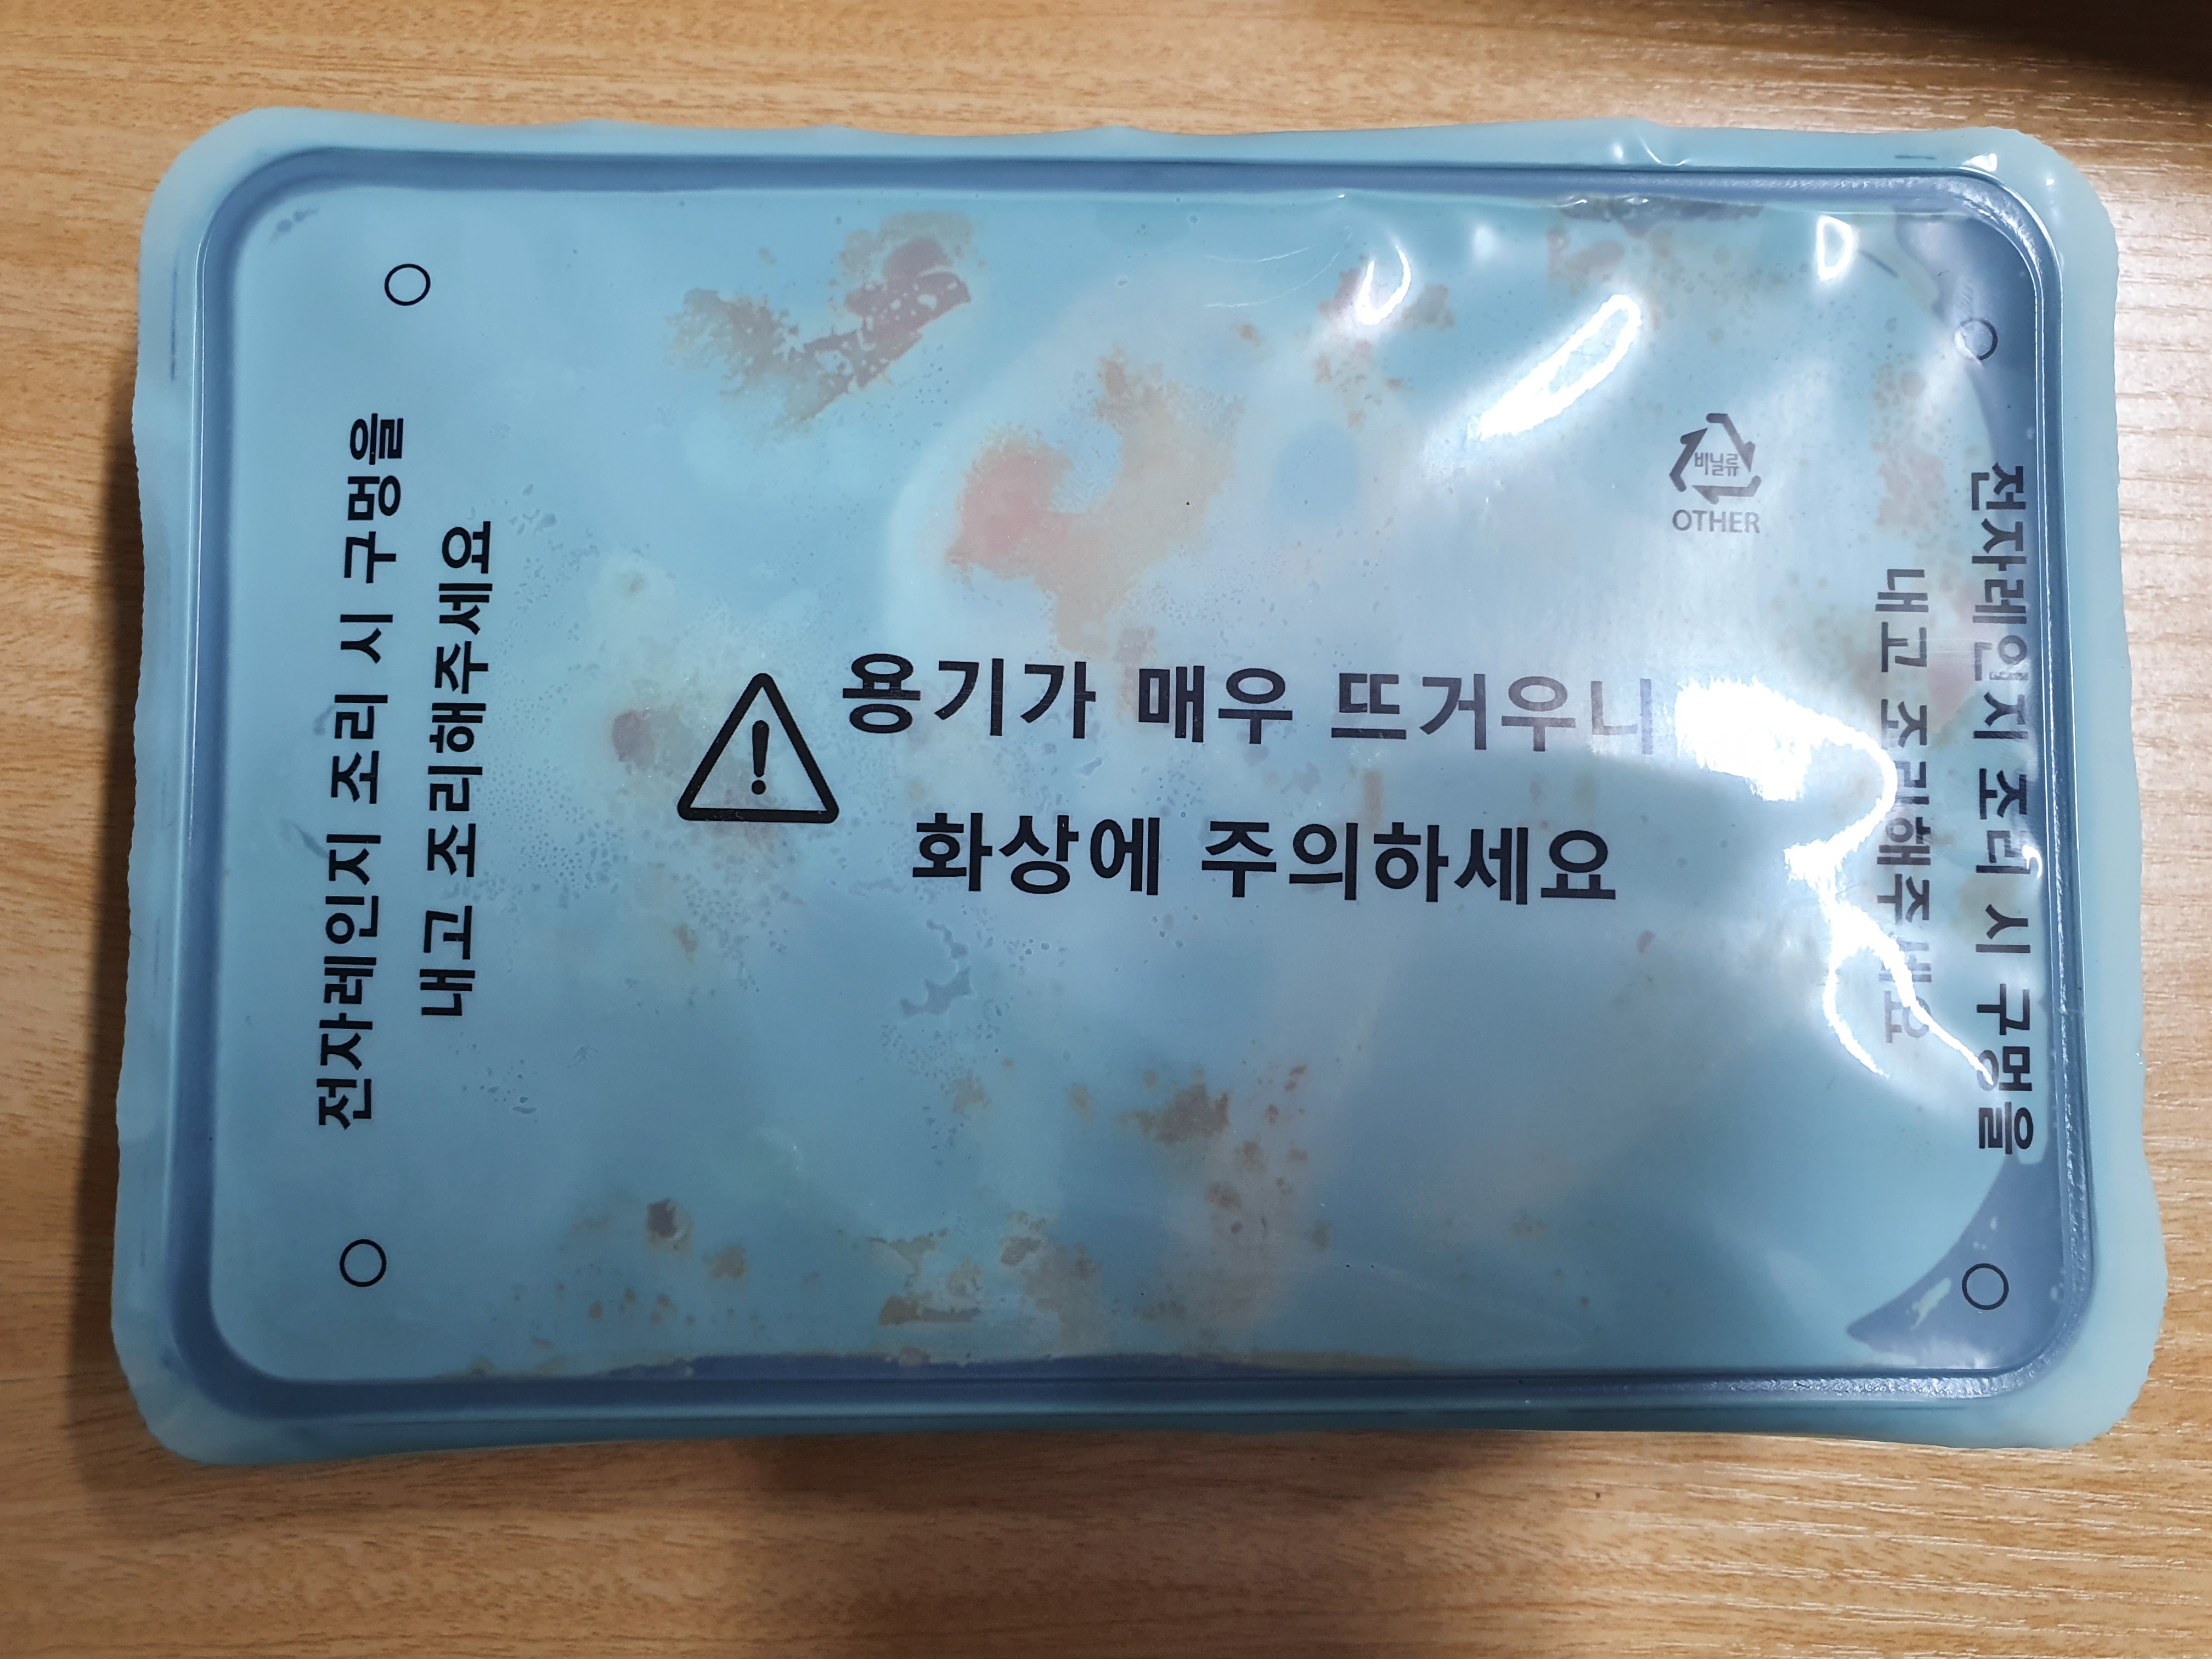 전자레인지 조리 시 구멍을
내고 조리해주세요
용기가 매우 뜨거우니
화상에 주의하세요
비닐류
OTHER
전자레인지 조리 시 구멍을
내고 조리해주세요